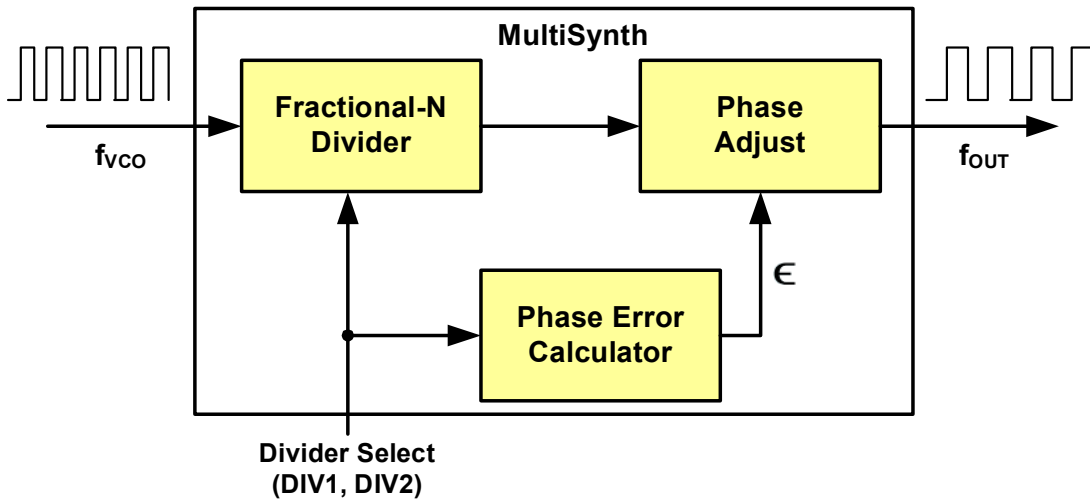 MultiSynth
Fractional-N
Divider
Phase
Adjust
fVCO
fOUT
ϵ
Phase Error
Calculator
Divider Select
(DIV1, DIV2)